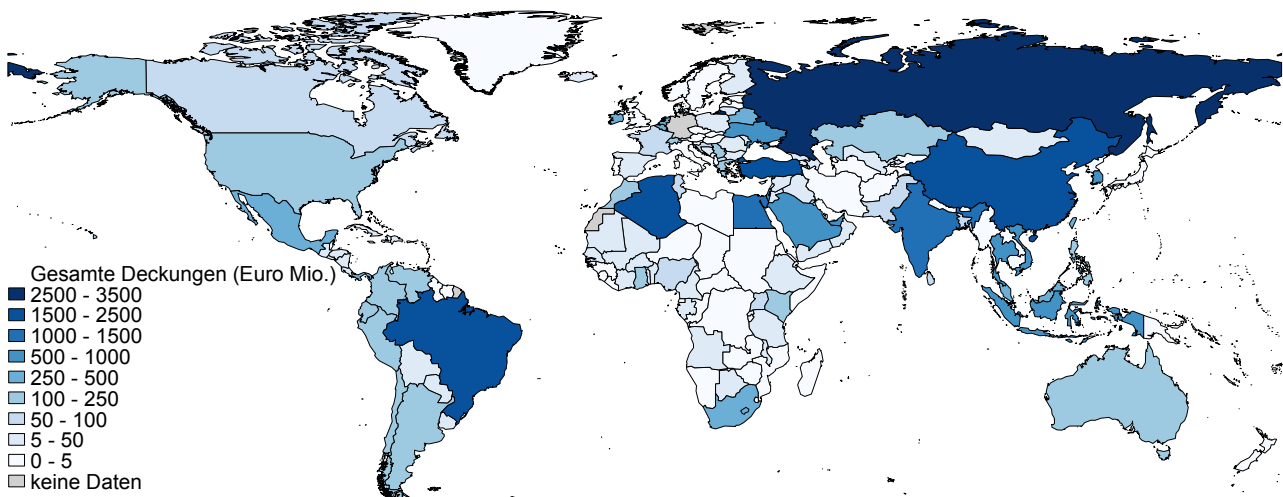 Gesamte Deckungen (Euro Mio.)
2500 - 3500
1500 - 2500
1000 - 1500
500 - 1000
250 - 500
100 - 250
50 - 100
5 - 50
0 - 5
keine Daten